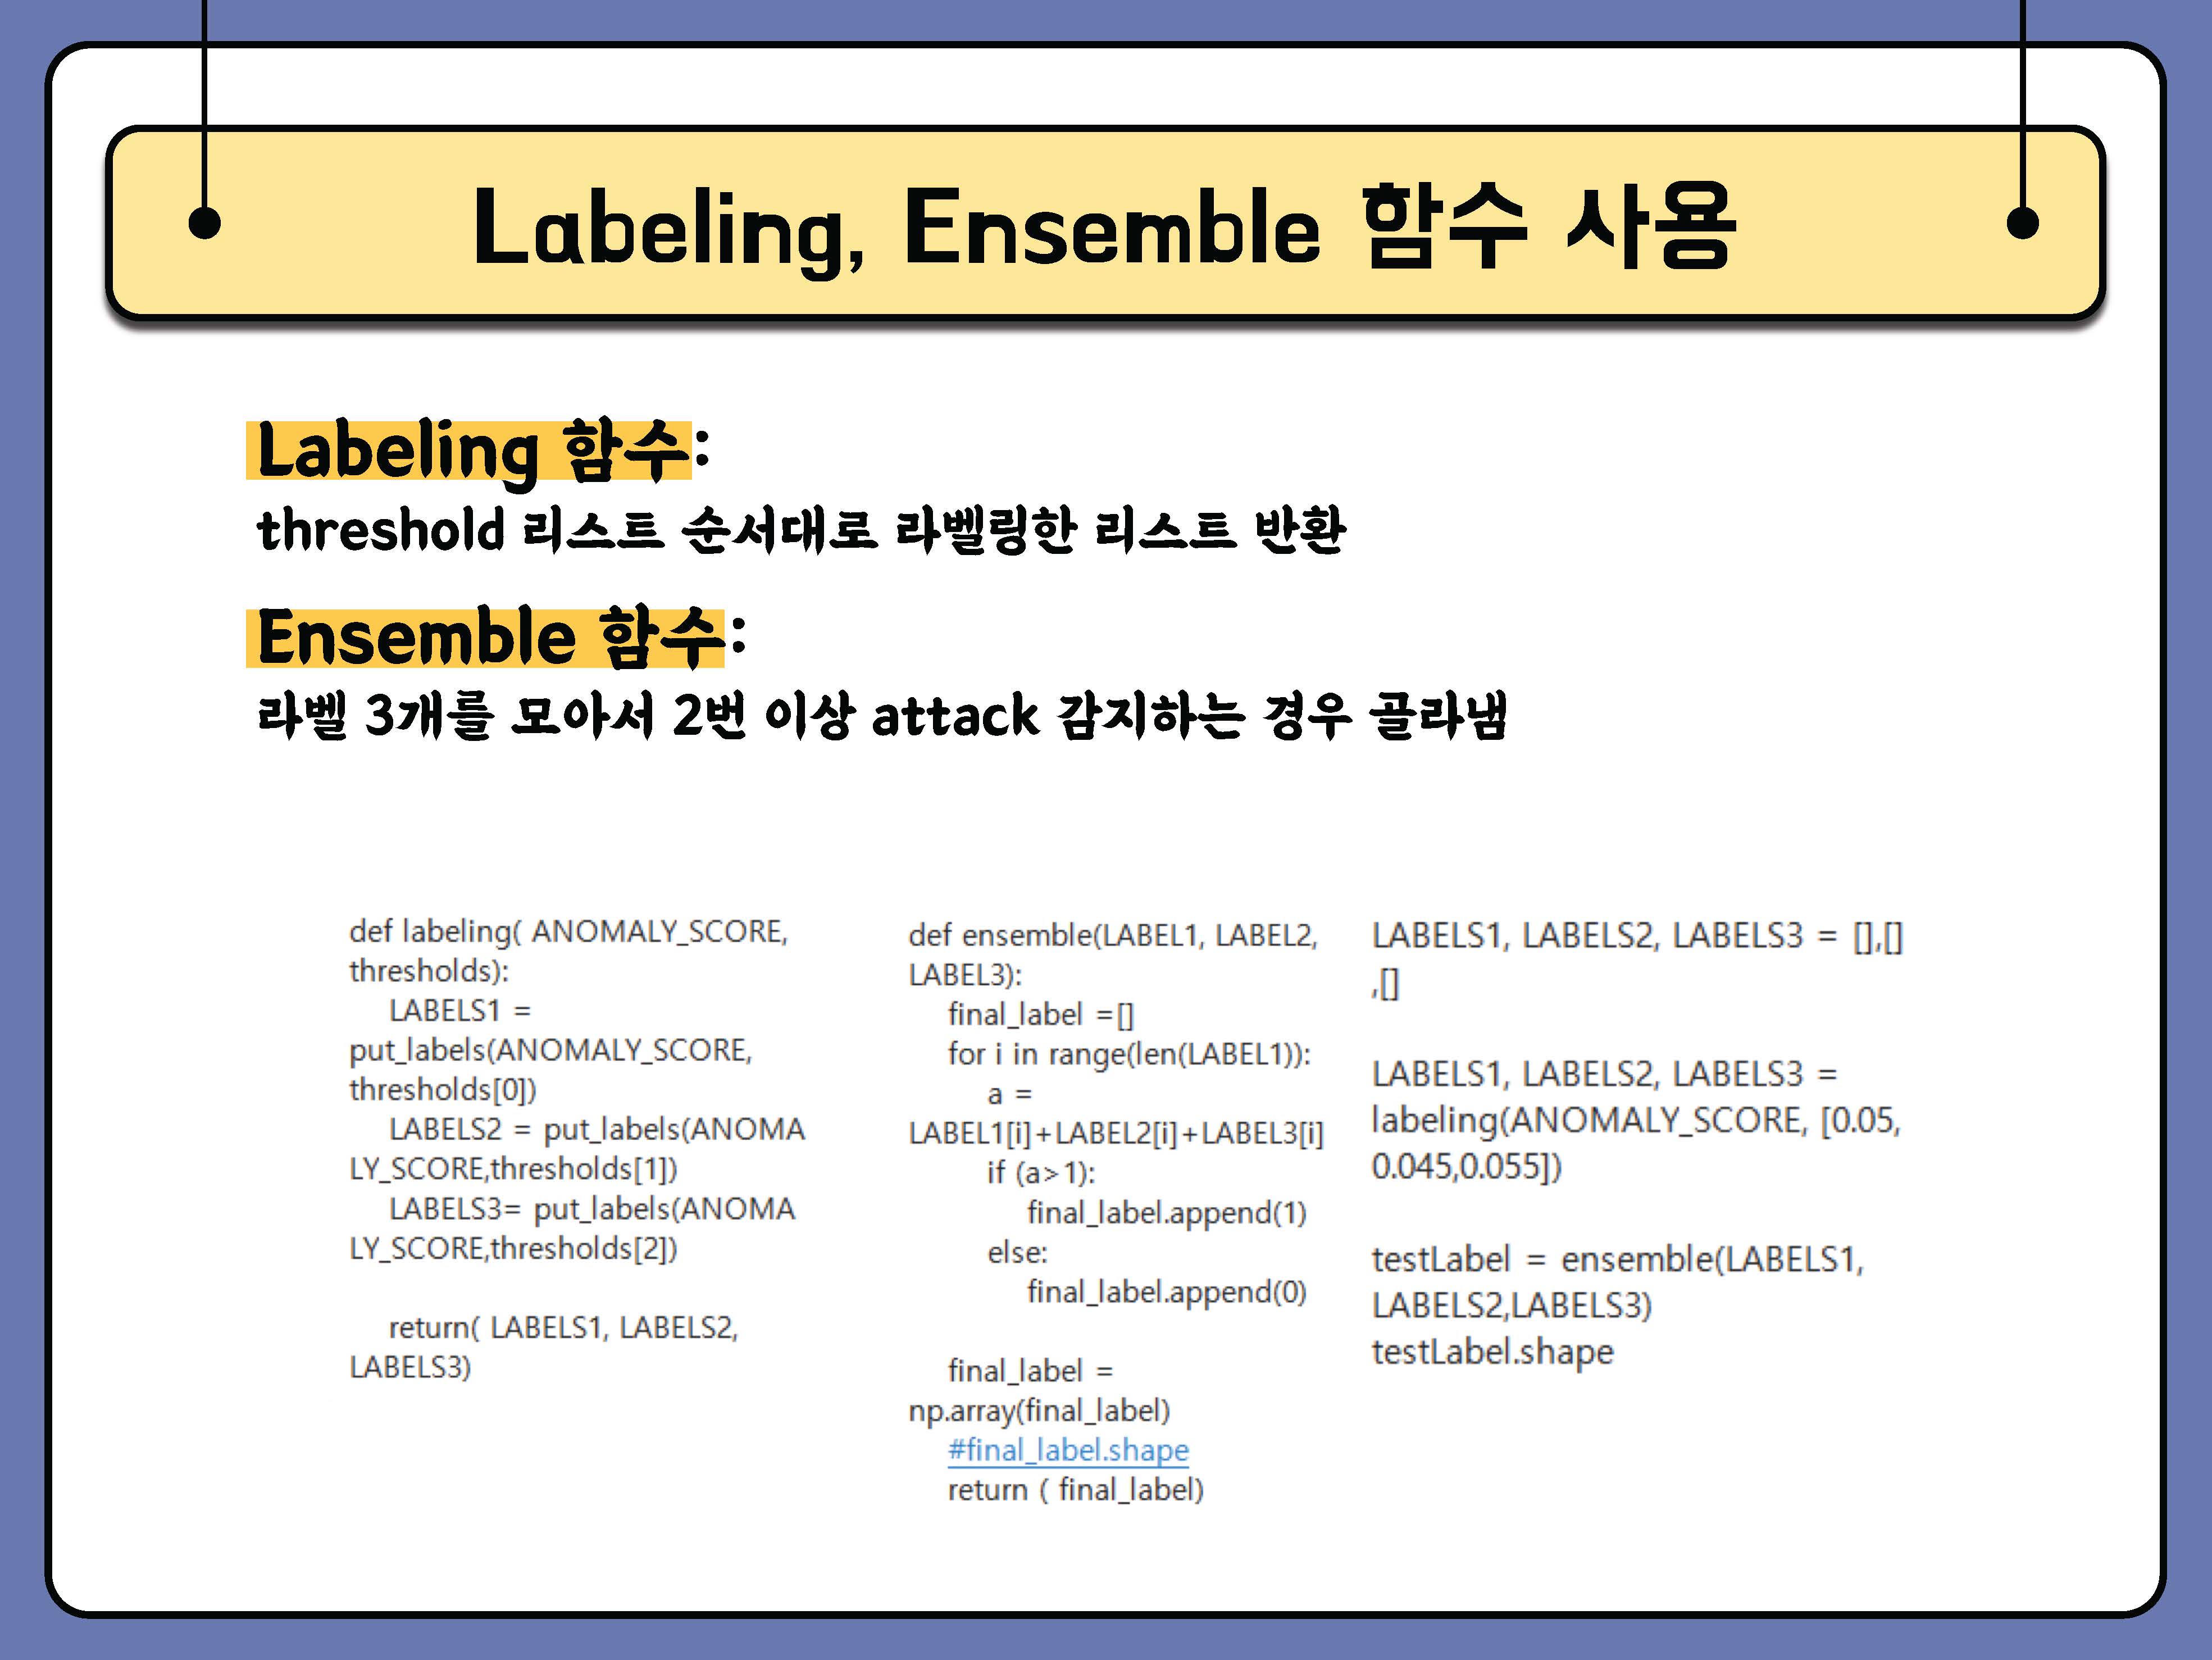 Labeling, Ensemble 함수 사용
Labeling 함수:
threshold 리스트 순서대로 라벨링한 리스트 반환
Ensemble 함수:
라벨 3개를 모아서 2번 이상 attack 감지하는 경우 골라냄
def labeling( ANOMALY_SCORE,
thresholds):
LABELS1 =
put_labels(ANOMALY_SCORE,
thresholds[0])
LABELS2 = put_labels(ANOMA
LY_SCORE,thresholds[1])
LABELS3= put_labels(ANOMA
LY_SCORE,thresholds[2])
return( LABELS1, LABELS2,
LABELS3)
def ensemble(LABEL1, LABEL2,
LABEL3):
final_label =[]
for i in range(len(LABEL1)):
a =
LABEL1[i]+LABEL2[i]+LABEL3[i]
if (a>1):
final_label.append(1)
else:
final_label.append(0)
final_label =
np.array(final_label)
#final_label.shape
return ( final_label)
LABELS1, LABELS2, LABELS3 = [],[]
,[]
LABELS1, LABELS2, LABELS3 =
labeling(ANOMALY_SCORE, [0.05,
0.045,0.055])
testLabel = ensemble(LABELS1,
LABELS2,LABELS3)
testLabel.shape